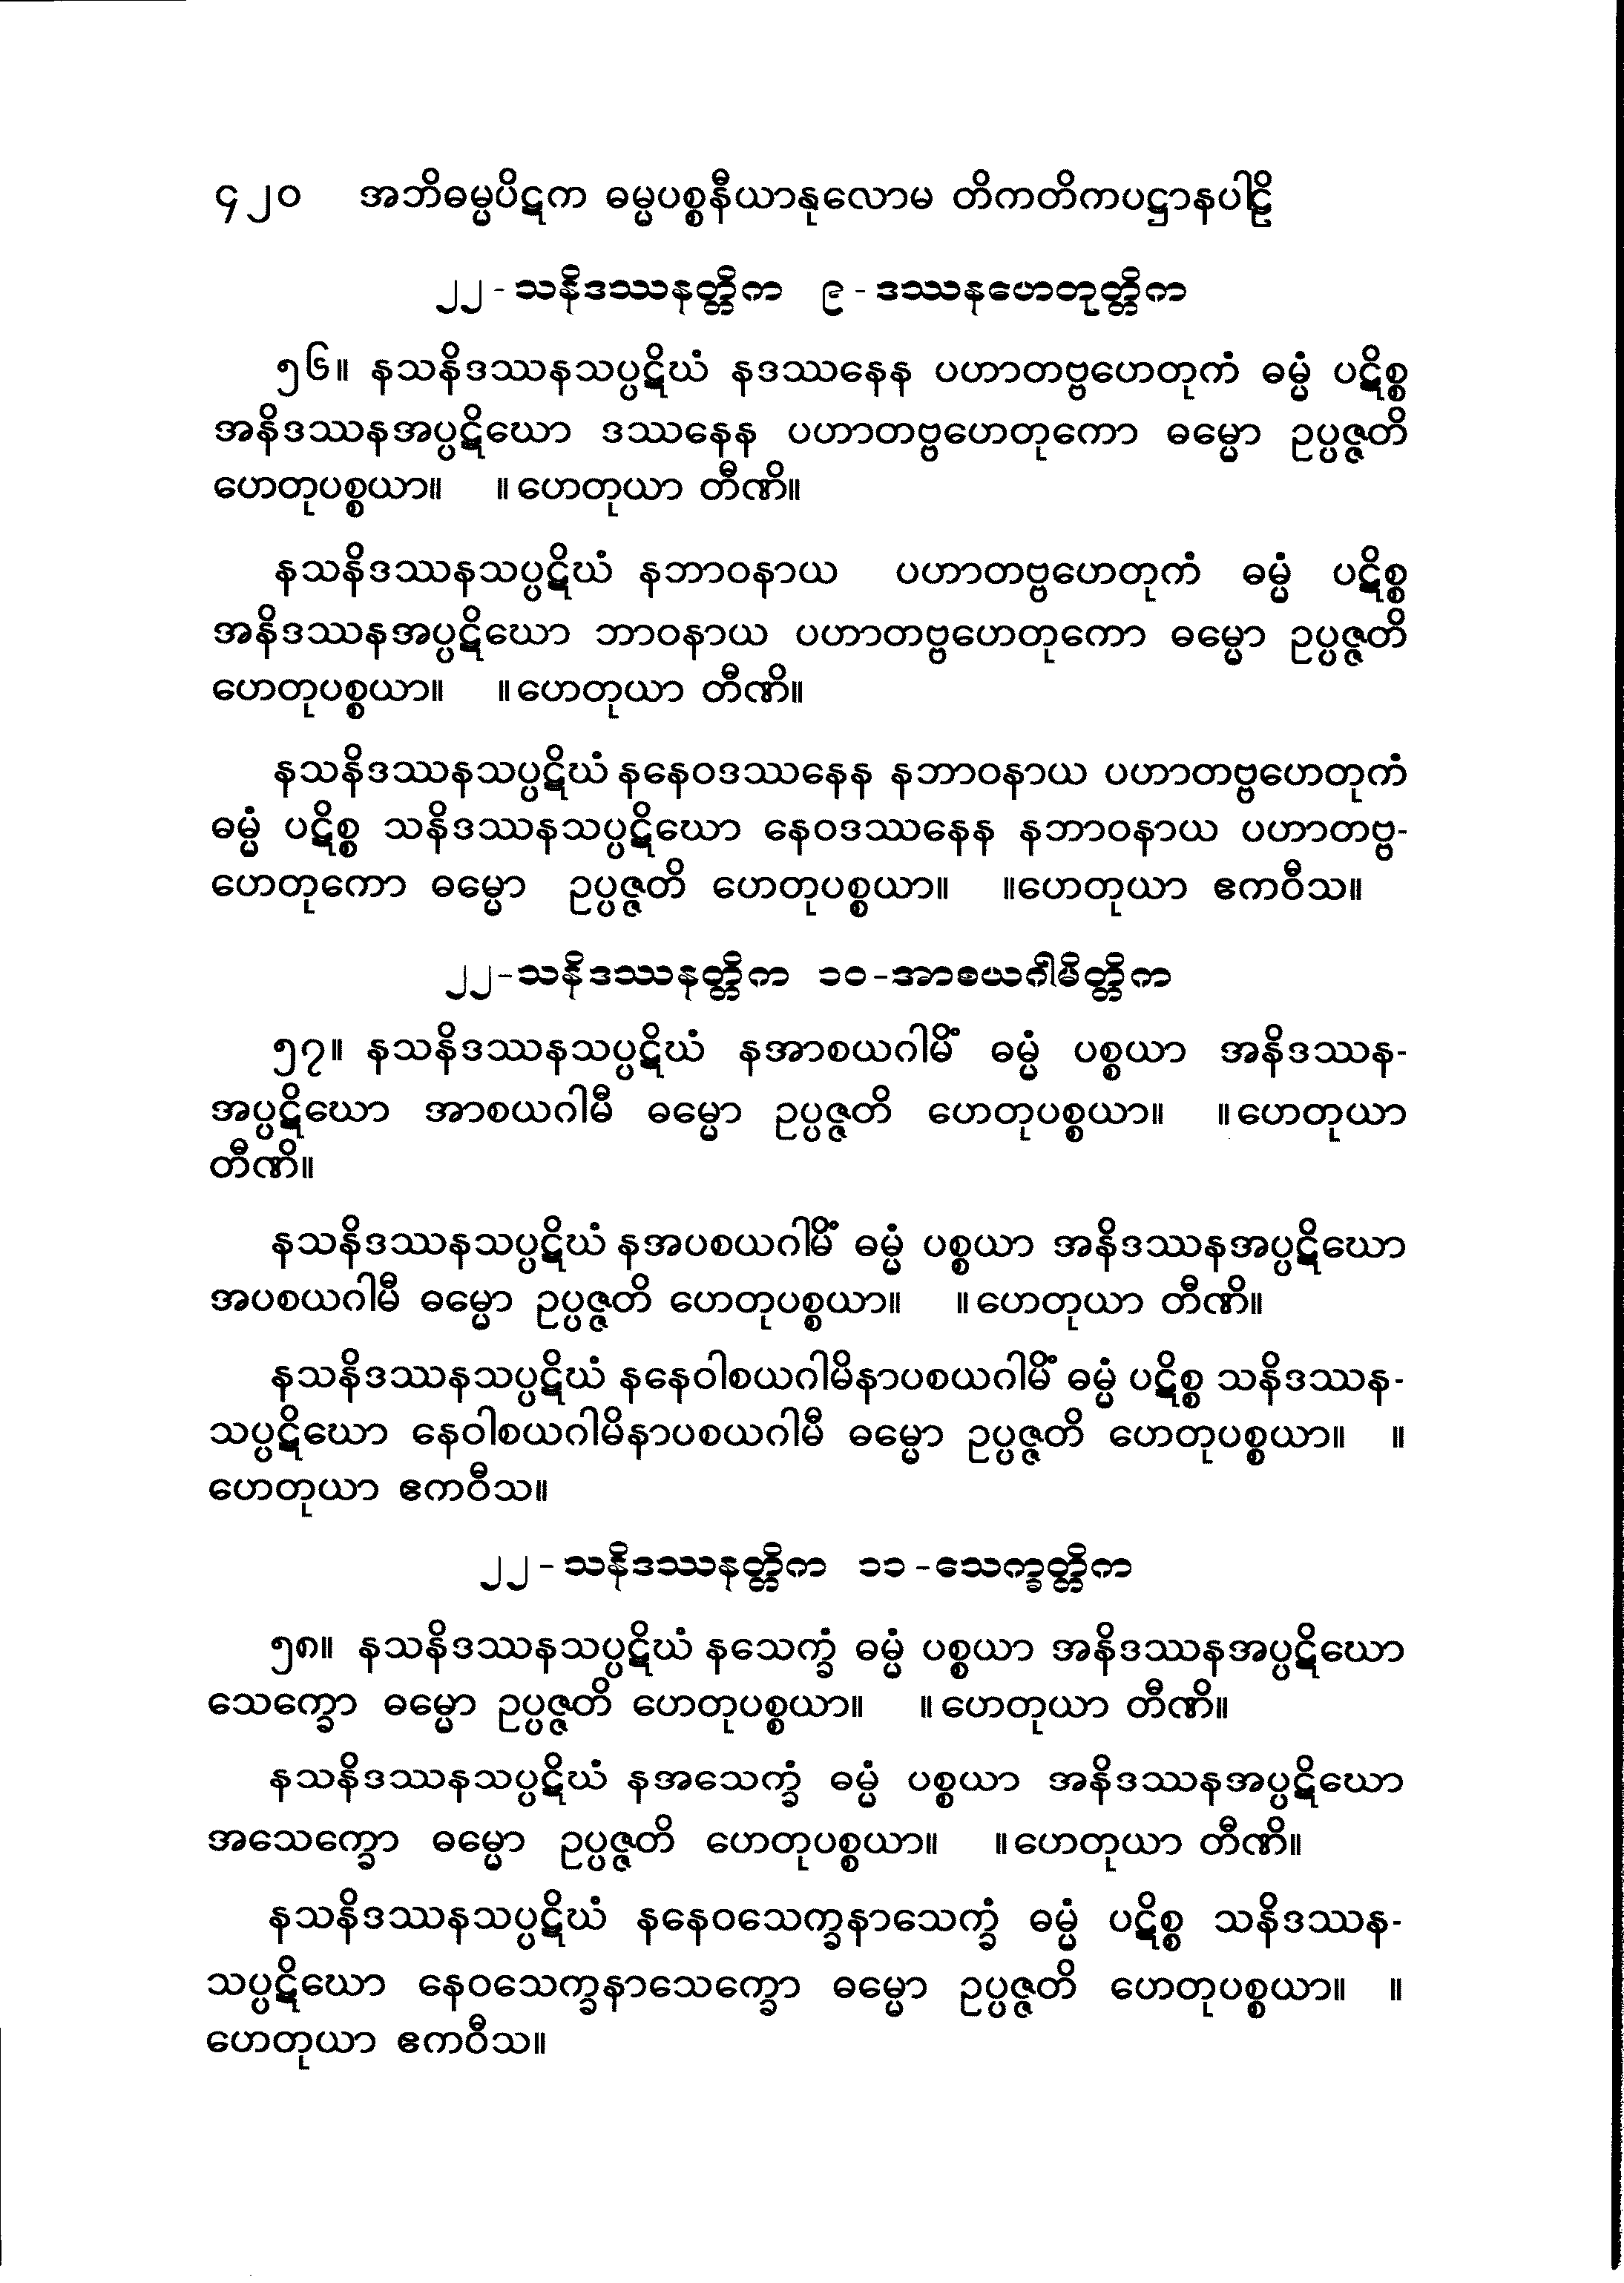 ၄၂၀ အဘိဓမ္မပိဋက ဓမ္မပစ္စနီယာနုလောမ တိကတိကပဋ္ဌာနပါဠိ
၂၂-သနိဒဿနတ္တိက ၉-ဒဿနဟေတုတ္တိက
၅၆။ နသနိဒဿနသပ္ပဋိဃံ နဒဿနေန ပဟာတဗ္ဗဟေတုကံ ဓမ္မံ ပဋိစ္စ
အနိဒဿနအပ္ပဋိဃော ဒဿနေန ပဟာတဗ္ဗဟေတုကော ဓမ္မော ဥပ္ပဇ္ဇတိ
ဟေတုပစ္စယာ။ ။ဟေတုယာ တီဏိ။
နသနိဒဿနသပ္ပဋိဃံ နဘာဝနာယ ပဟာတဗ္ဗဟေတုကံ ဓမ္မံ ပဋိစ္စ
အနိဒဿနအပ္ပဋိဃော ဘာဝနာယ ပဟာတဗ္ဗဟေတုကော ဓမ္မော ဥပ္ပဇ္ဇတိ
ဟေတုပစ္စယာ။ ။ဟေတုယာ တီဏိ။
နသနိဒဿနသပ္ပဋိဃံ နနေဝဒဿနေန နဘာဝနာယ ပဟာတဗ္ဗဟေတုကံ
ဓမ္မံ ပဋိစ္စ သနိဒဿနသပ္ပဋိဃော နေဝဒဿနေန နဘာဝနာယ ပဟာတဗ္ဗ-
ဟေတုကော ဓမ္မော ဥပ္ပဇ္ဇတိ ဟေတုပစ္စယာ။ ။ဟေတုယာ ဧကဝီသ။
၂၂-သနိဒဿနတ္တိက ၁၀-အာစယဂါမိတ္တိက
၅၇။ နသနိဒဿနသပ္ပဋိဃံ နအာစယဂါမိံ ဓမ္မံ ပစ္စယာ အနိဒဿန-
အပ္ပဋိဃော အာစယဂါမီ ဓမ္မော ဥပ္ပဇ္ဇတိ ဟေတုပစ္စယာ။ ။ဟေတုယာ
တီဏိ။
နသနိဒဿနသပ္ပဋိဃံ နအပစယဂါမိံ ဓမ္မံ ပစ္စယာ အနိဒဿနအပ္ပဋိဃော
အပစယဂါမီ ဓမ္မော ဥပ္ပဇ္ဇတိ ဟေတုပစ္စယာ။ ။ဟေတုယာ တီဏိ။
နသနိဒဿနသပ္ပဋိဃံ နနေဝါစယဂါမိနာပစယဂါမိံ ဓမ္မံ ပဋိစ္စ သနိဒဿန-
သပ္ပဋိဃော နေဝါစယဂါမိနာပစယဂါမီ ဓမ္မော ဥပ္ပဇ္ဇတိ ဟေတုပစ္စယာ။ ။
ဟေတုယာ ဧကဝီသ။
၂၂-သနိဒဿနတ္တိက ၁၁-သေက္ခတ္တိက
၅၈။ နသနိဒဿနသပ္ပဋိဃံ နသေက္ခံ ဓမ္မံ ပစ္စယာ အနိဒဿနအပ္ပဋိဃော
သေက္ခော ဓမ္မော ဥပ္ပဇ္ဇတိ ဟေတုပစ္စယာ။ ။ဟေတုယာ တီဏိ။
နသနိဒဿနသပ္ပဋိဃံ နအသေက္ခံ ဓမ္မံ ပစ္စယာ အနိဒဿနအပ္ပဋိဃော
အသေက္ခော ဓမ္မော ဥပ္ပဇ္ဇတိ ဟေတုပစ္စယာ။ ။ဟေတုယာ တီဏိ။
နသနိဒဿနသပ္ပဋိဃံ နနေဝသေက္ခနာသေက္ခံ ဓမ္မံ ပဋိစ္စ သနိဒဿန-
သပ္ပဋိဃော နေဝသေက္ခနာသေက္ခော ဓမ္မော ဥပ္ပဇ္ဇတိ ဟေတုပစ္စယာ။ ။
ဟေတုယာ ဧကဝီသ။